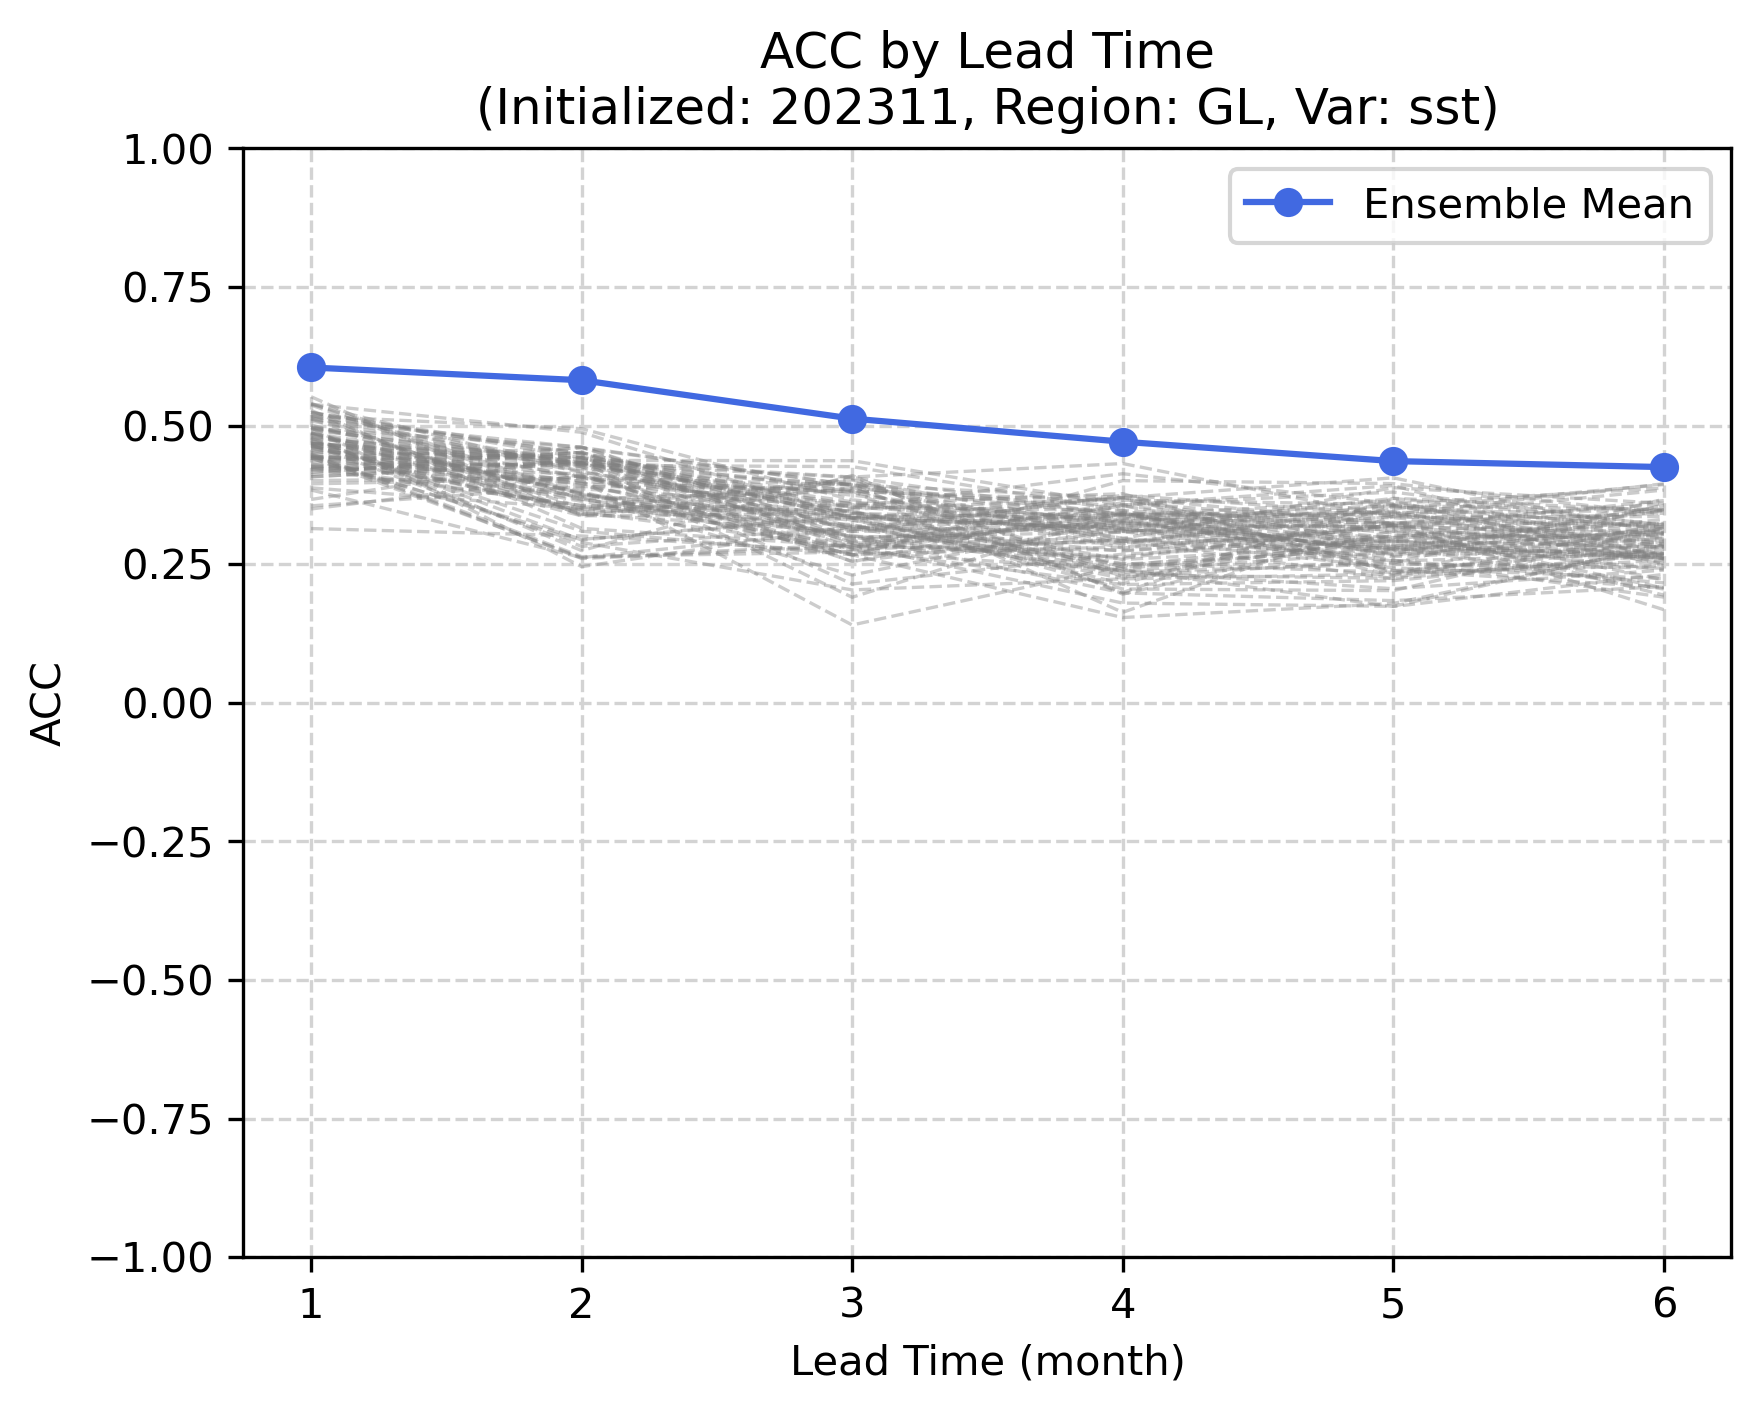 ACC by Lead Time
(Initialized: 202311, Region: GL, Var: sst)
Ensemble Mean
1.00
0.75
0.50
0.25
0.00
−0.25
−0.50
−0.75
−1.00
ACC
1 2 3 4 5 6
Lead Time (month)